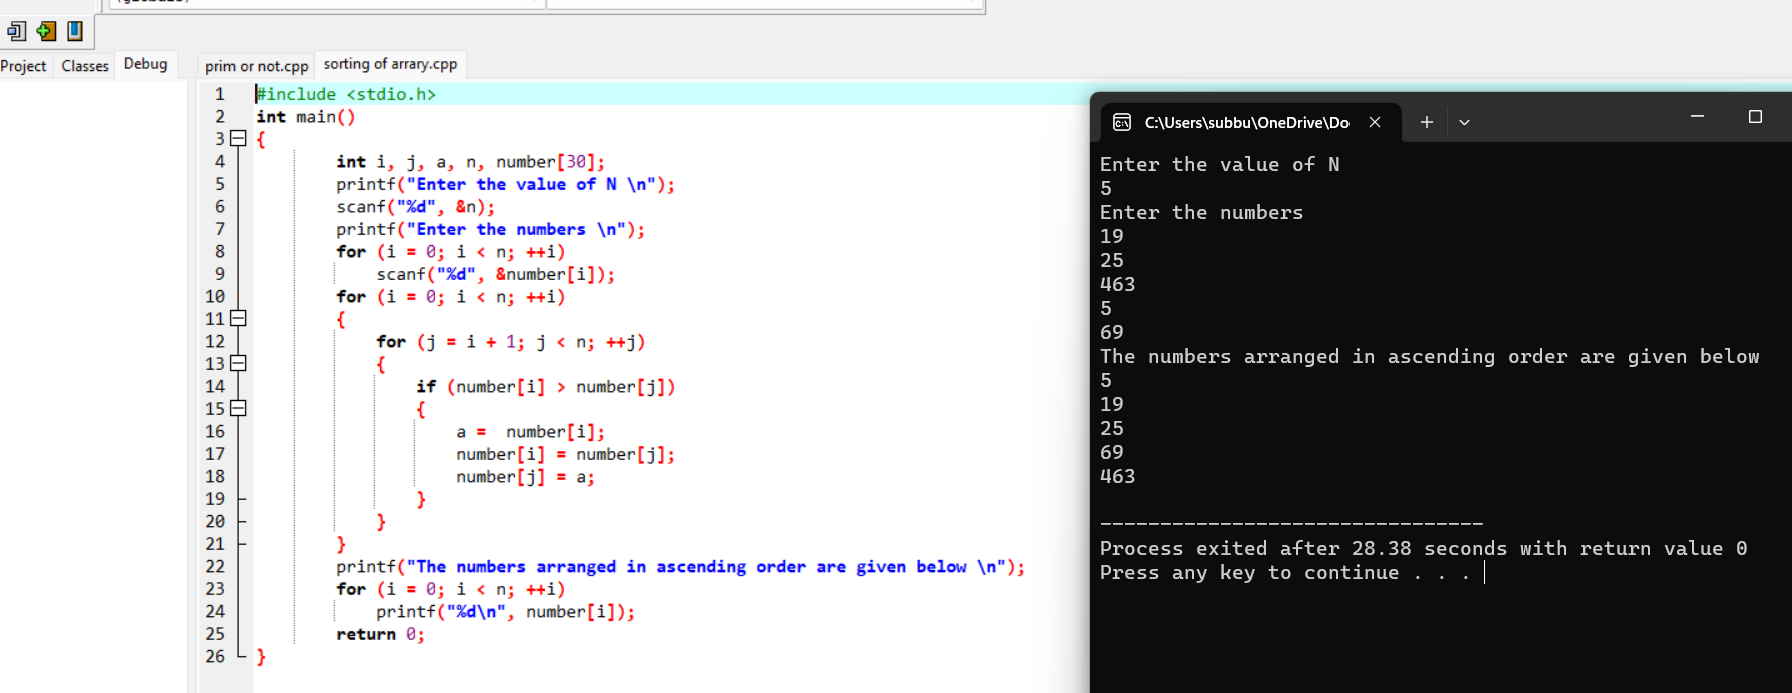 Project Classes Debug
prim or not.cpp sorting of arrary.cpp
1 #include <stdio.h>
2 int main()
3 {
4 int i, j, a, n, number[30];
5 printf("Enter the value of N \n");
6 scanf("%d", &n);
7 printf("Enter the numbers \n");
8 for (i = 0; i < n; ++i)
9 scanf("%d", &number[i]);
10 for (i = 0; i < n; ++i)
11 {
12 for (j = i + 1; j < n; ++j)
13 {
14 if (number[i] > number[j])
15 {
16 a =  number[i];
17 number[i] = number[j];
18 number[j] = a;
19 }
20 }
21 }
22 printf("The numbers arranged in ascending order are given below \n");
23 for (i = 0; i < n; ++i)
24 printf("%d\n", number[i]);
25 return 0;
26 }
C:\Users\subbu\OneDrive\Do
Enter the value of N
5
Enter the numbers
19
25
463
5
69
The numbers arranged in ascending order are given below
5
19
25
69
463
--------------------------------
Process exited after 28.38 seconds with return value 0
Press any key to continue . . .